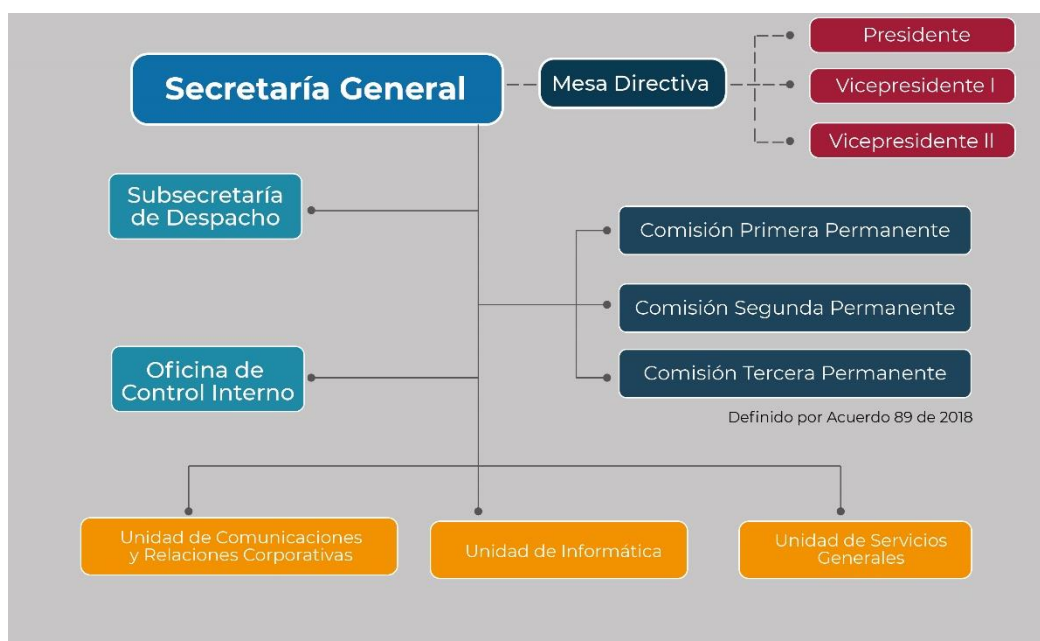 Secretaría General
Mesa Directiva
Presidente
Vicepresidente I
Vicepresidente II
Subsecretaría
de Despacho
Comisión Primera Permanente
Comisión Segunda Permanente
Oficina de
Control Interno
Comisión Tercera Permanente
Definido por Acuerdo 89 de 2018
Unidad de Comunicaciones
y Relaciones Corporativas
Unidad de Informática
Unidad de Servicios
Generales